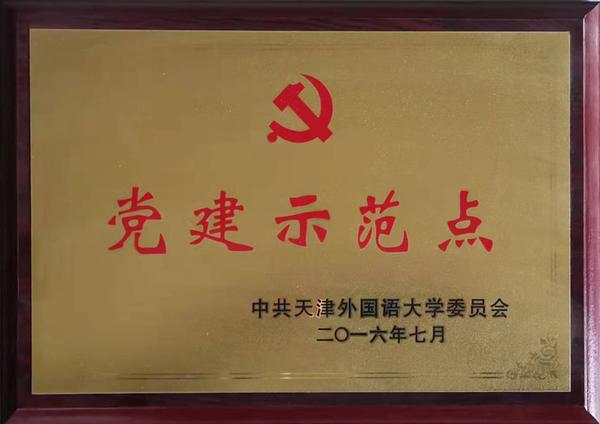 党建示范点
中共天津外国语大学委员会
二〇一六年七月